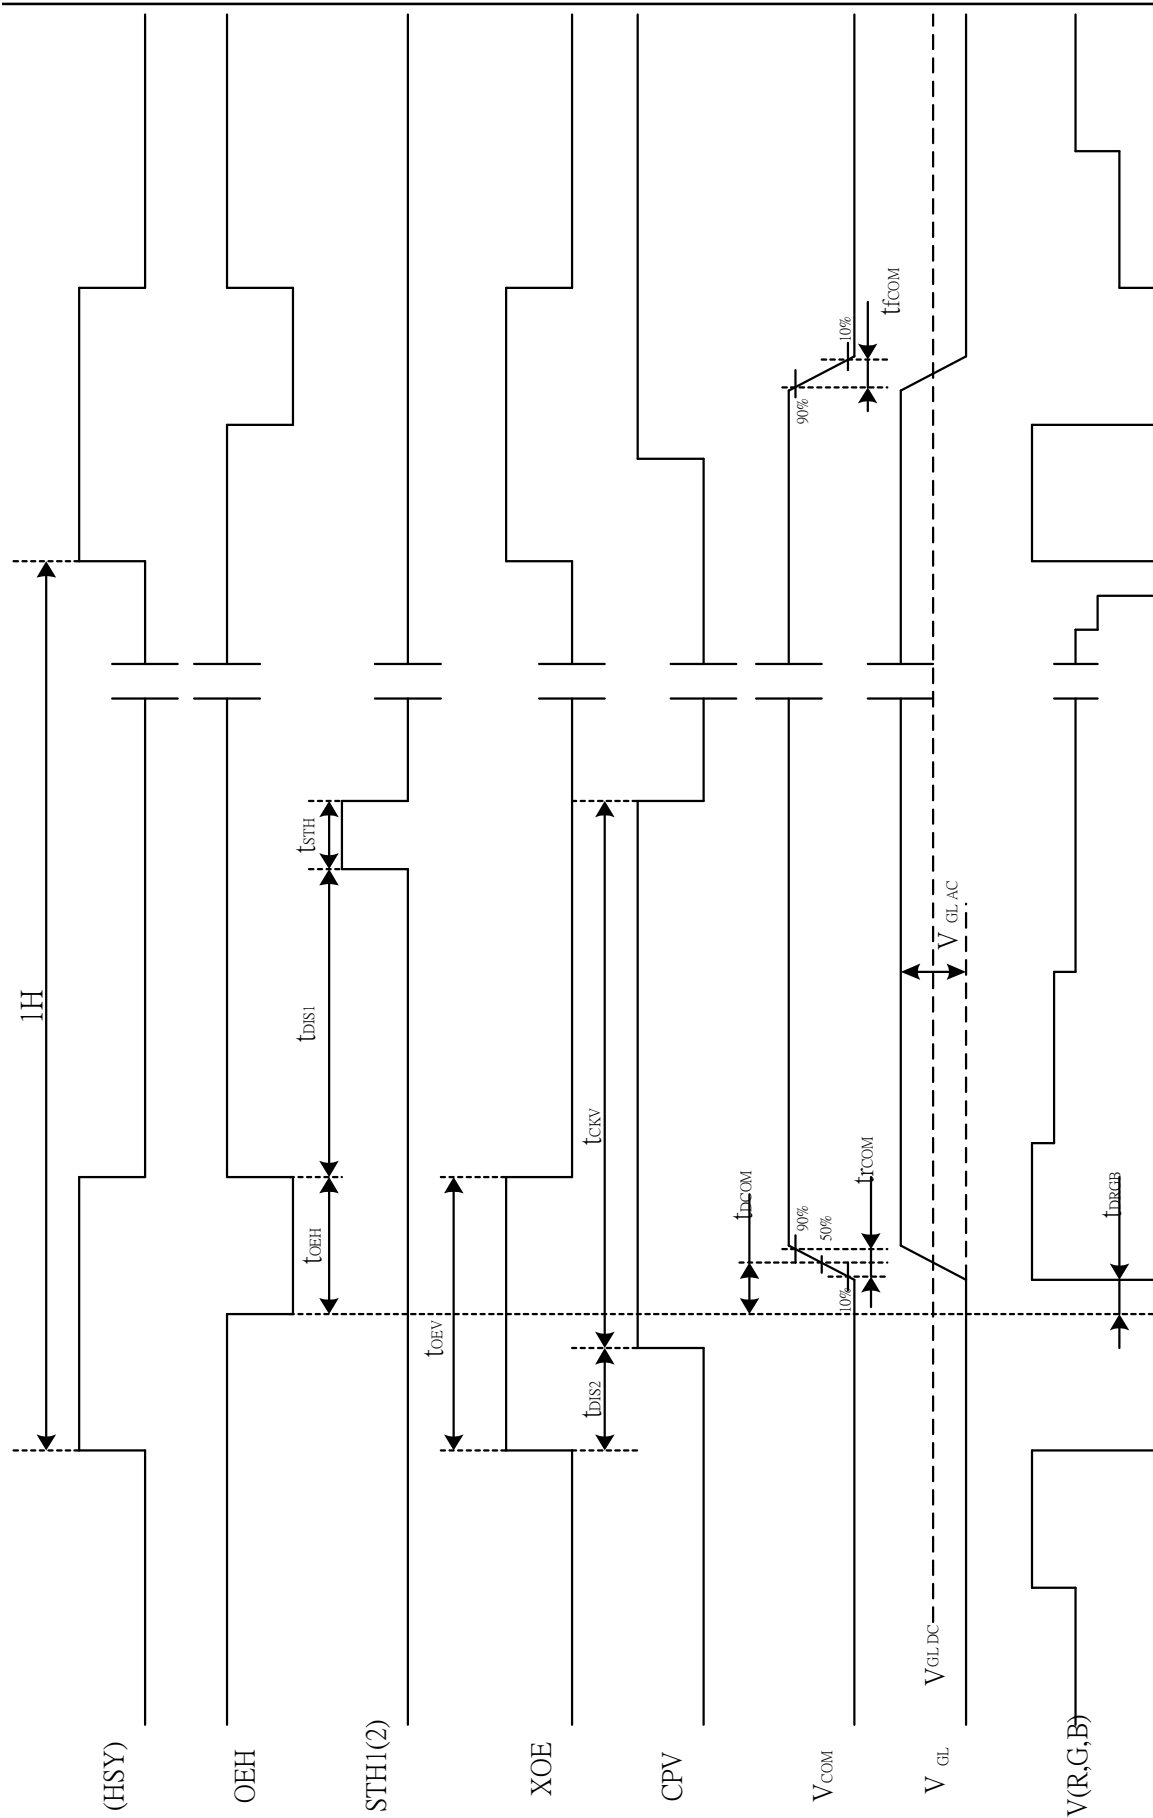 1H
(HSY)
OEH
tOEH
tDIS1
tSTH
STH1(2)
tOEV
XOE
tDIS2
tCKV
CPV
tDCOM
90%
50%
10%
trCOM
90%
10%
tfCOM
VCOM
VGL DC
V GL AC
V GL
tDRGB
V(R,G,B)